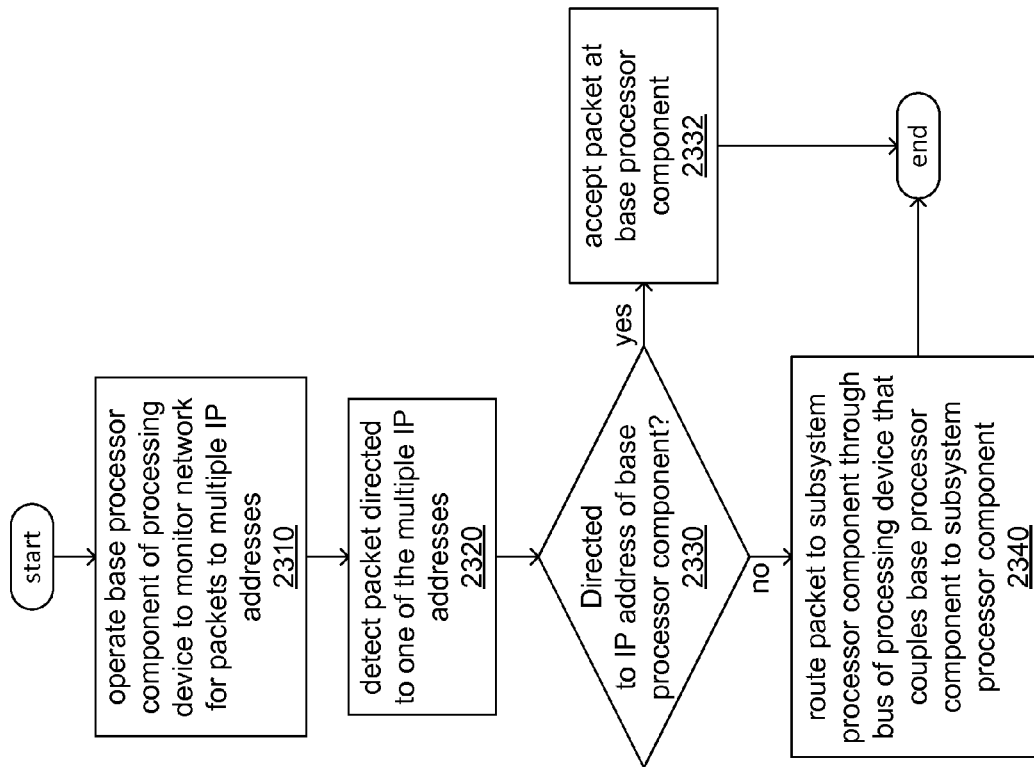 start
operate base processor
component of processing
device to monitor network
for packets to multiple IP
addresses
2310
detect packet directed
to one of the multiple IP
addresses
2320
Directed
to IP address of base
processor component?
2330
yes
accept packet at
base processor
component
2332
no
route packet to subsystem
processor component through
bus of processing device that
couples base processor
component to subsystem
processor component
2340
end